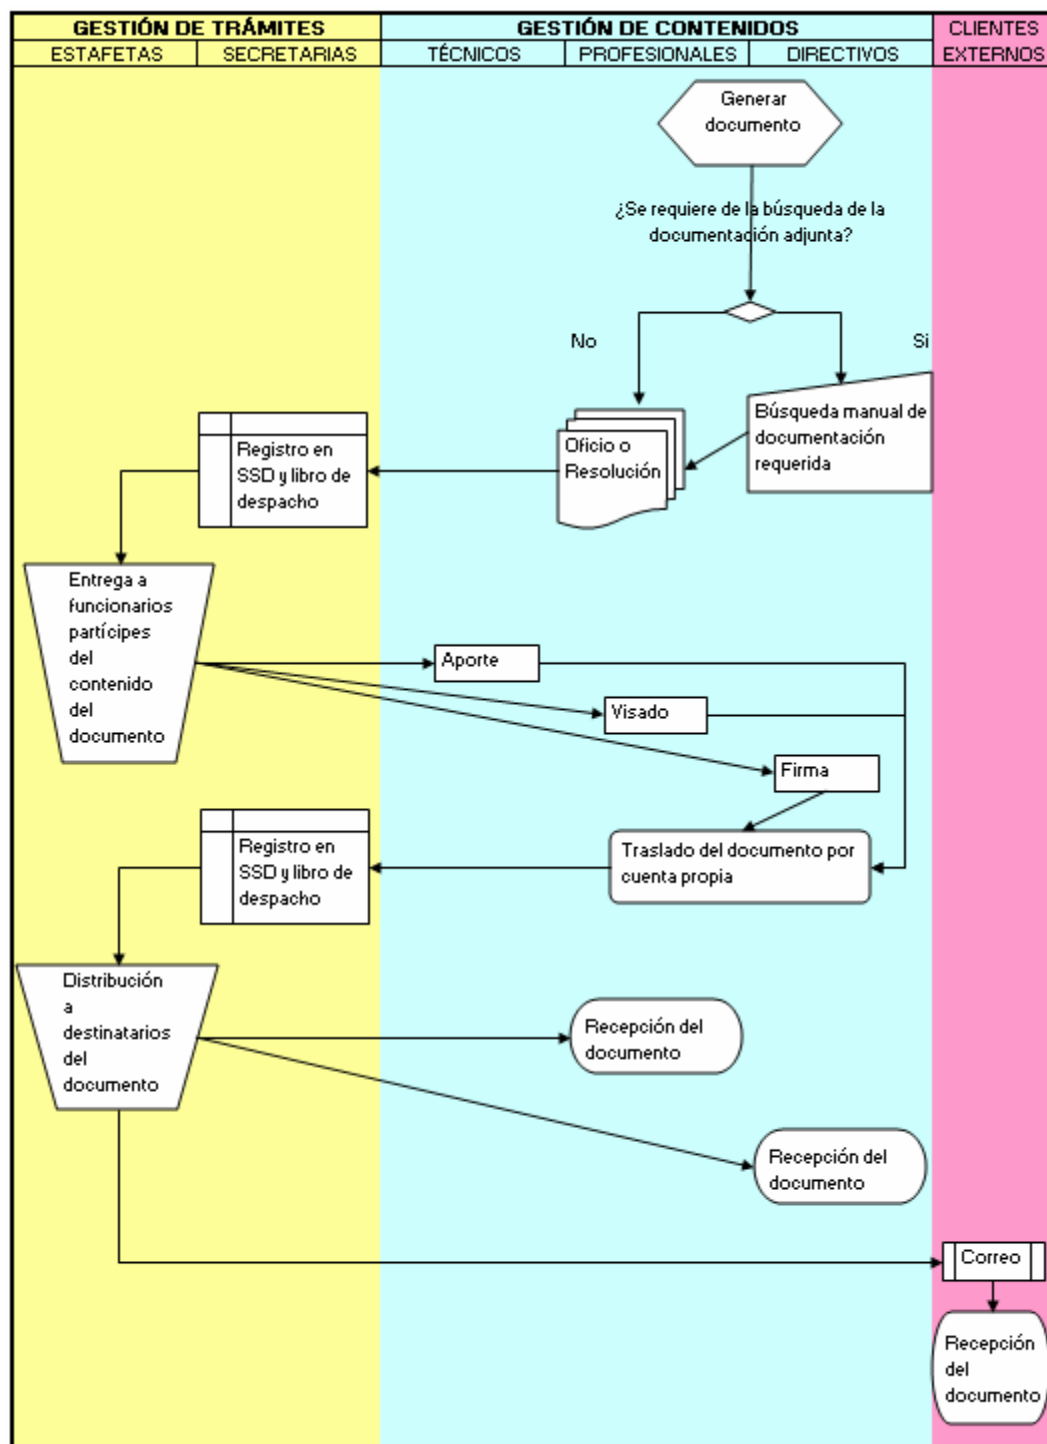 GESTIÓN DE TRÁMITES
GESTIÓN DE CONTENIDOS
CLIENTES
EXTERNOS
ESTAFETAS
SECRETARIAS
TÉCNICOS
PROFESIONALES
DIRECTIVOS
Generar
documento
¿Se requiere de la búsqueda de la
documentación adjunta?
No
Si
Búsqueda manual de
documentación
requerida
Oficio o
Resolución
Registro en
SSD y libro de
despacho
Entrega a
funcionarios
partícipes
del
contenido
del
documento
Aporte
Visado
Firma
Traslado del documento por
cuenta propia
Registro en
SSD y libro de
despacho
Distribución
a
destinatarios
del
documento
Recepción del
documento
Recepción del
documento
Correo
Recepción
del
documento